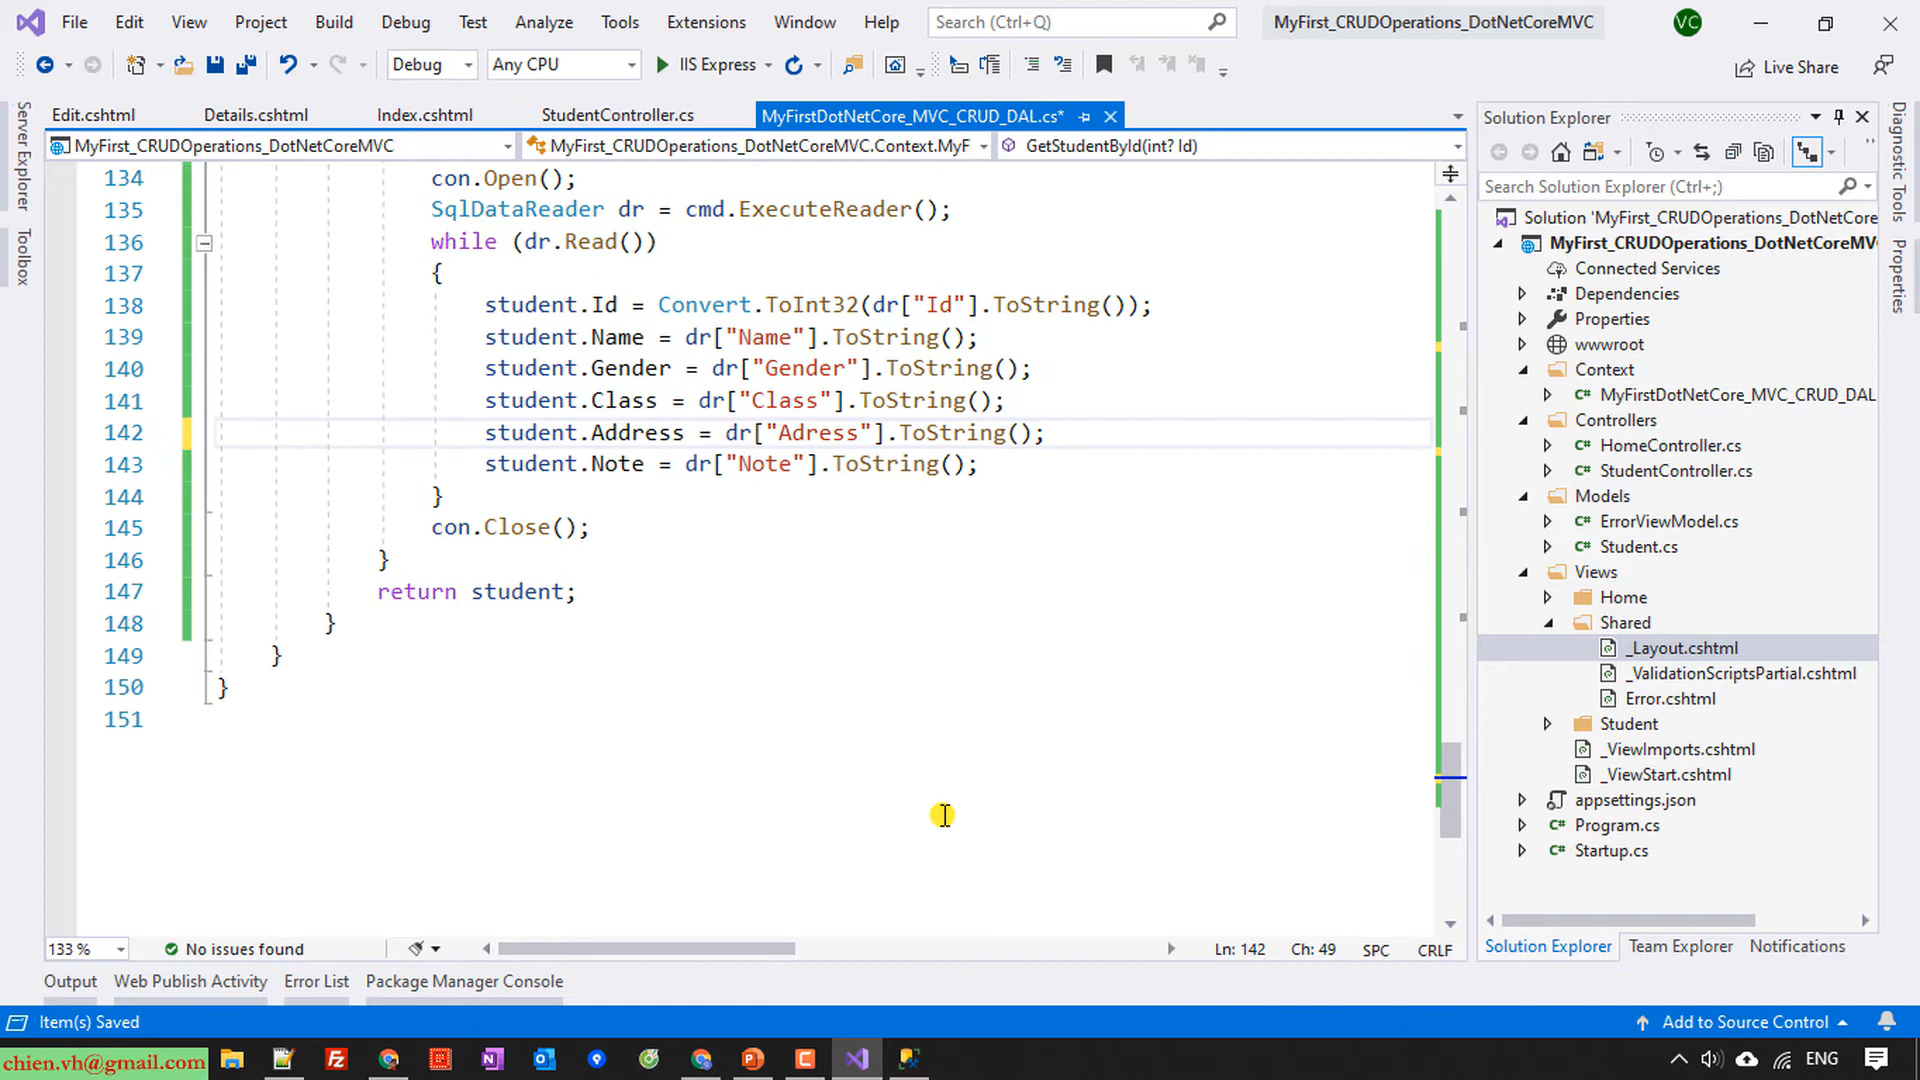 File Edit View Project Build Debug Test Analyze Tools Extensions Window Help Search (Ctrl+Q) MyFirst_CRUDOperations_DotNetCoreMVC VC
Debug Any CPU IIS Express Live Share
Edit.cshtml Details.cshtml Index.cshtml StudentController.cs MyFirstDotNetCore_MVC_CRUD_DAL.cs*
MyFirst_CRUDOperations_DotNetCoreMVC MyFirst_CRUDOperations_DotNetCoreMVC.Context.MyF GetStudentById(int? Id)
Server Explorer
Toolbox
134 con.Open();
135 SqlDataReader dr = cmd.ExecuteReader();
136 while (dr.Read())
137 {
138 student.Id = Convert.ToInt32(dr["Id"].ToString());
139 student.Name = dr["Name"].ToString();
140 student.Gender = dr["Gender"].ToString();
141 student.Class = dr["Class"].ToString();
142 student.Address = dr["Adress"].ToString();
143 student.Note = dr["Note"].ToString();
144 }
145 con.Close();
146 }
147 return student;
148 }
149 }
150 }
151
133 % No issues found Ln: 142 Ch: 49 SPC CRLF
Solution Explorer
Search Solution Explorer (Ctrl+;)
Solution 'MyFirst_CRUDOperations_DotNetCore
MyFirst_CRUDOperations_DotNetCoreMV
Connected Services
Dependencies
Properties
wwwroot
Context
C# MyFirstDotNetCore_MVC_CRUD_DAL
Controllers
C# HomeController.cs
C# StudentController.cs
Models
C# ErrorViewModel.cs
C# Student.cs
Views
Home
Shared
_Layout.cshtml
_ValidationScriptsPartial.cshtml
Error.cshtml
Student
_ViewImports.cshtml
_ViewStart.cshtml
appsettings.json
C# Program.cs
C# Startup.cs
Solution Explorer Team Explorer Notifications
Diagnostic Tools
Properties
Output Web Publish Activity Error List Package Manager Console
Item(s) Saved Add to Source Control
chien.vh@gmail.com ENG